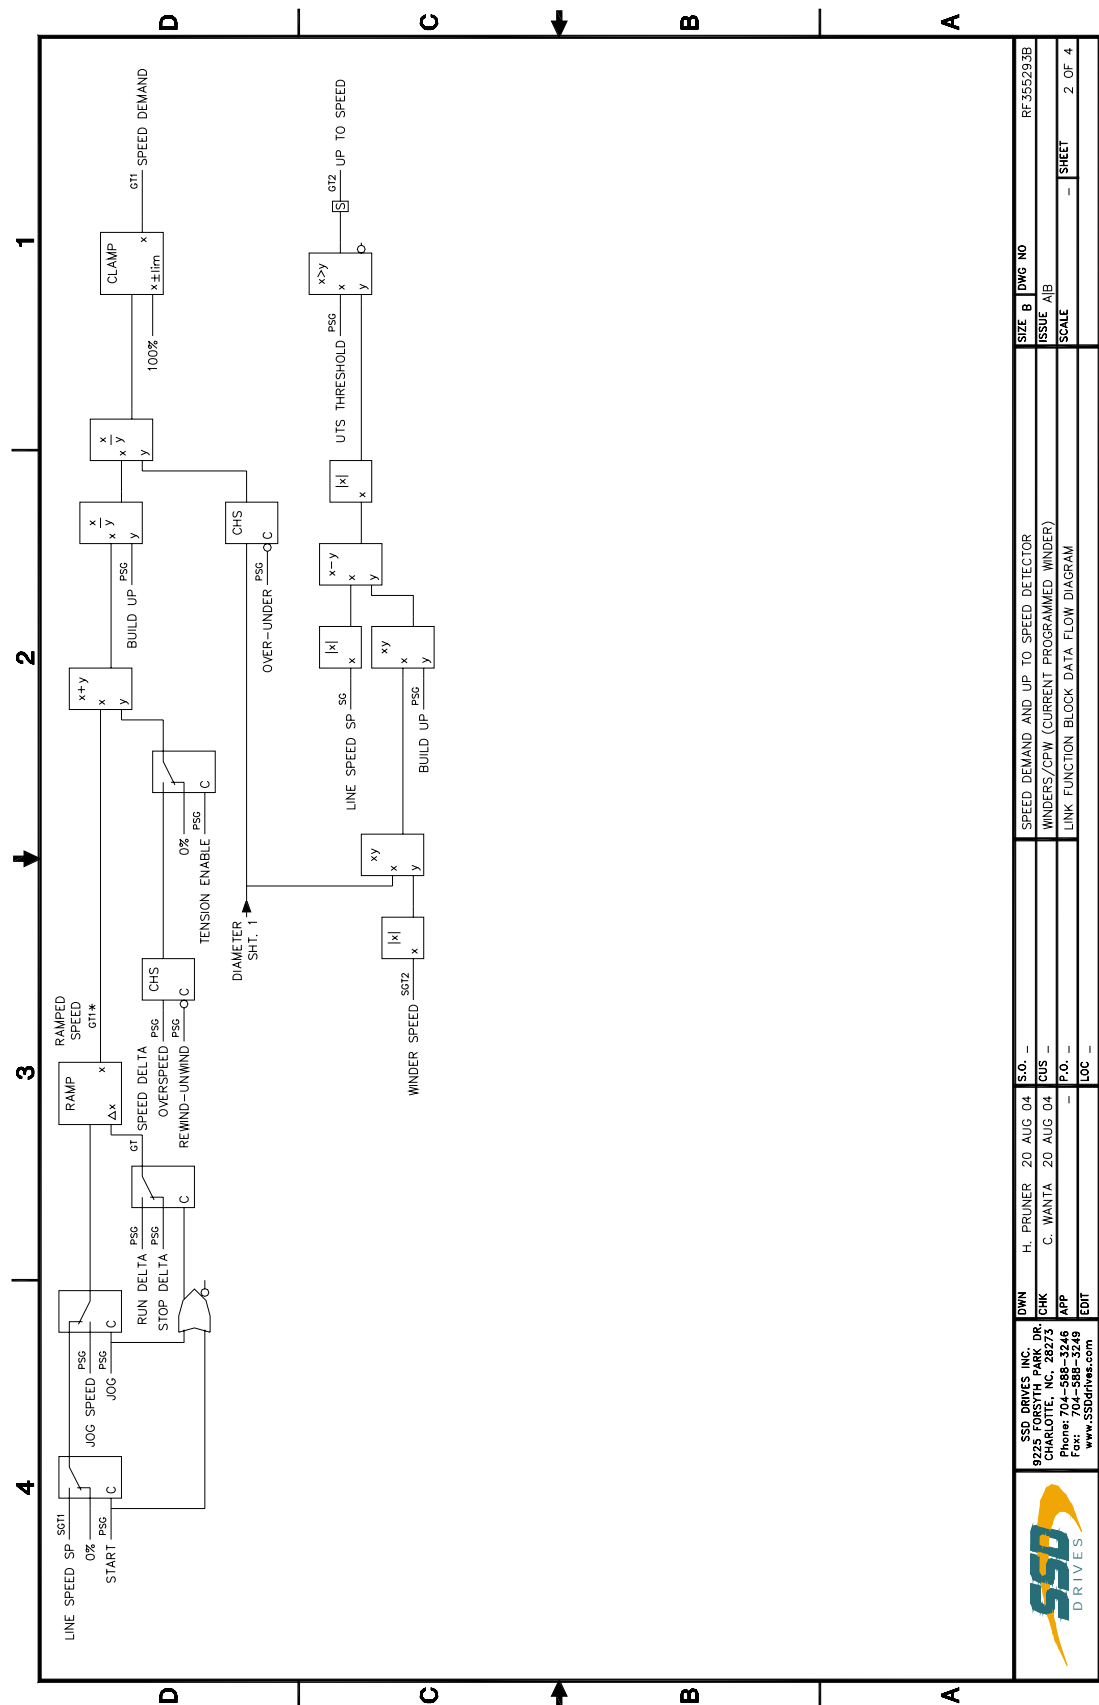 4
3
2
1
D
C
B
A
D
C
B
A
LINE SPEED SP
SGT1
0%
START
PSG
C
JOG SPEED
PSG
JOG
PSG
C
RUN DELTA
PSG
STOP DELTA
PSG
C
GT
SPEED DELTA
RAMP
Δx
x
RAMPED
SPEED
GT1*
OVERSPEED
PSG
REWIND-UNWIND
PSG
CHS
C
0%
TENSION ENABLE
PSG
C
x+y
x
y
BUILD UP
PSG
x
y
x
y
x
y
x
y
100%
CLAMP
x
±lim
x
GT1
SPEED DEMAND
DIAMETER
SHT. 1
OVER-UNDER
PSG
CHS
C
WINDER SPEED
SGT2
|x|
x
xy
x
y
LINE SPEED SP
SG
|x|
x
BUILD UP
PSG
xy
x
y
x-y
x
y
|x|
x
UTS THRESHOLD
PSG
x>y
x
y
S
GT2
UP TO SPEED
SSD
DRIVES
SSD DRIVES INC.
9225 FORSYTH PARK DR.
CHARLOTTE, NC, 28273
Phone: 704-588-3246
Fax: 704-588-3249
www.SSDdrives.com
DWN H. PRUNER 20 AUG 04
CHK C. WANTA 20 AUG 04
APP -
EDIT
S.O. -
CUS -
P.O. -
LOC -
SPEED DEMAND AND UP TO SPEED DETECTOR
WINDERS/CPW (CURRENT PROGRAMMED WINDER)
LINK FUNCTION BLOCK DATA FLOW DIAGRAM
SIZE B DWG NO RF355293B
ISSUE A|B
SCALE - SHEET 2 OF 4